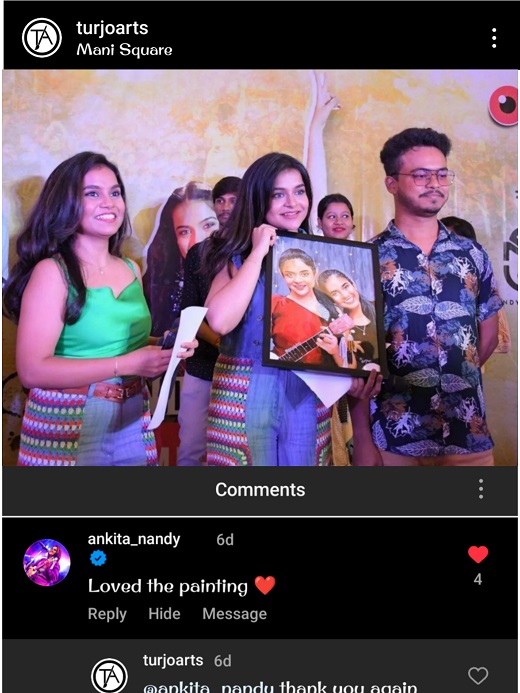 TA
turjoarts
Mani Square
Comments
ankita_nandy 6d
Loved the painting ❤️
4
Reply Hide Message
TA
turjoarts 6d
@ankita_nandy thank you again